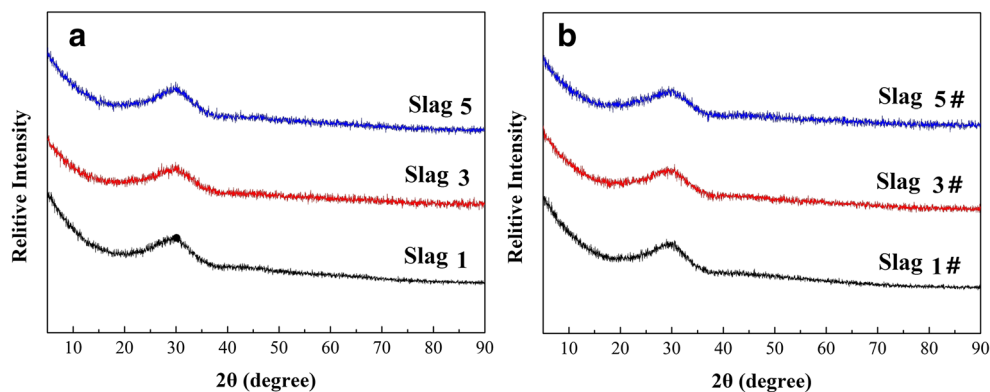 a
Relitive Intensity
Slag 5
Slag 3
Slag 1
10 20 30 40 50 60 70 80 90
2θ (degree)
b
Relitive Intensity
Slag 5#
Slag 3#
Slag 1#
10 20 30 40 50 60 70 80 90
2θ (degree)